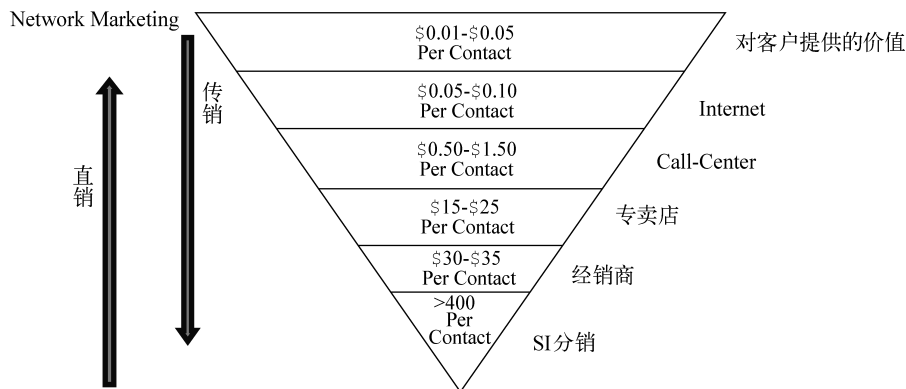 Network Marketing
直销
传销
$0.01-$0.05
Per Contact
对客户提供的价值
$0.05-$0.10
Per Contact
Internet
$0.50-$1.50
Per Contact
Call-Center
$15-$25
Per Contact
专卖店
$30-$35
Per Contact
经销商
>400
Per
Contact
SI分销